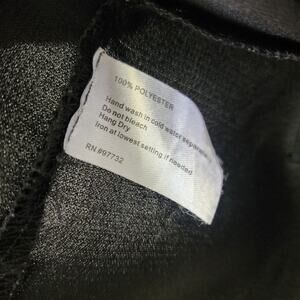 100% POLYESTER
Hand wash in cold water separate
Do not bleach
Hang Dry
Iron at lowest setting if needed
RN #97732